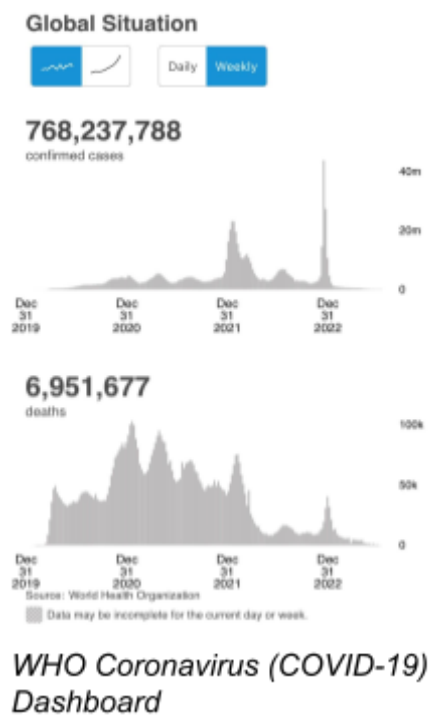 Global Situation
Daily Weekly
768,237,788
confirmed cases
40m
20m
0
Dec Dec Dec Dec
31 31 31 31
2019 2020 2021 2022
6,951,677
deaths
100k
50k
0
Dec Dec Dec Dec
31 31 31 31
2019 2020 2021 2022
Source: World Health Organization
Data may be incomplete for the current day or week.
WHO Coronavirus (COVID-19)
Dashboard